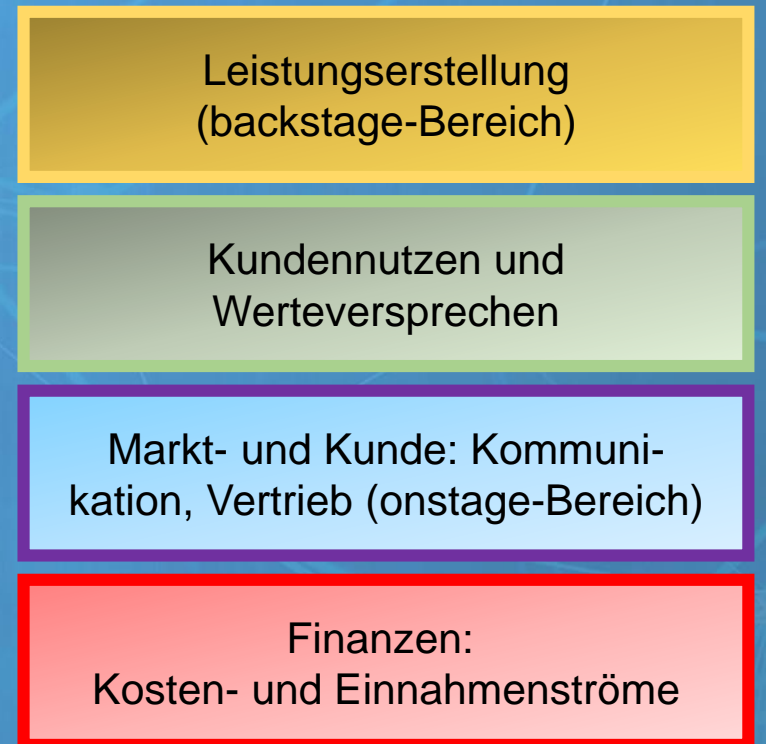 Leistungserstellung
(backstage-Bereich)
Kundennutzen und
Werteversprechen
Markt- und Kunde: Kommuni-
kation, Vertrieb (onstage-Bereich)
Finanzen:
Kosten- und Einnahmenströme